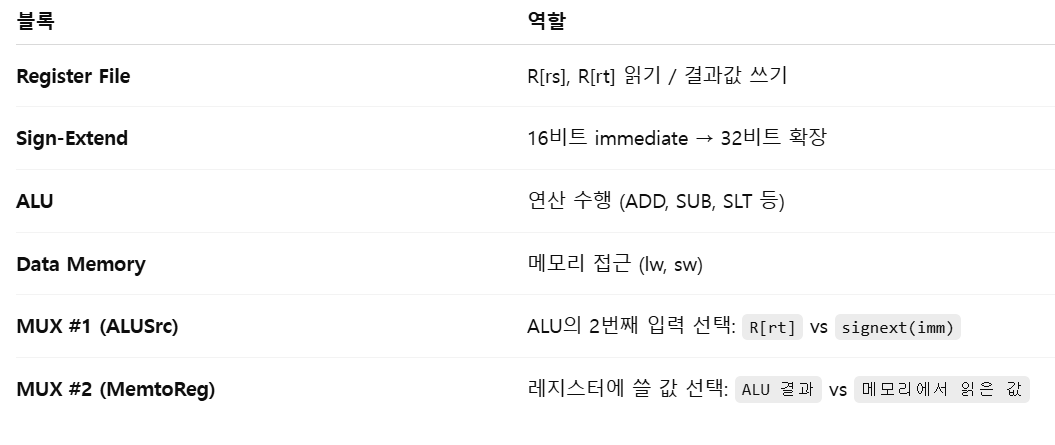 블록 역할
Register File R[rs], R[rt] 읽기 / 결과값 쓰기
Sign-Extend 16비트 immediate → 32비트 확장
ALU 연산 수행 (ADD, SUB, SLT 등)
Data Memory 메모리 접근 (lw, sw)
MUX #1 (ALUSrc) ALU의 2번째 입력 선택: R[rt] vs signext(imm)
MUX #2 (MemtoReg) 레지스터에 쓸 값 선택: ALU 결과 vs 메모리에서 읽은 값